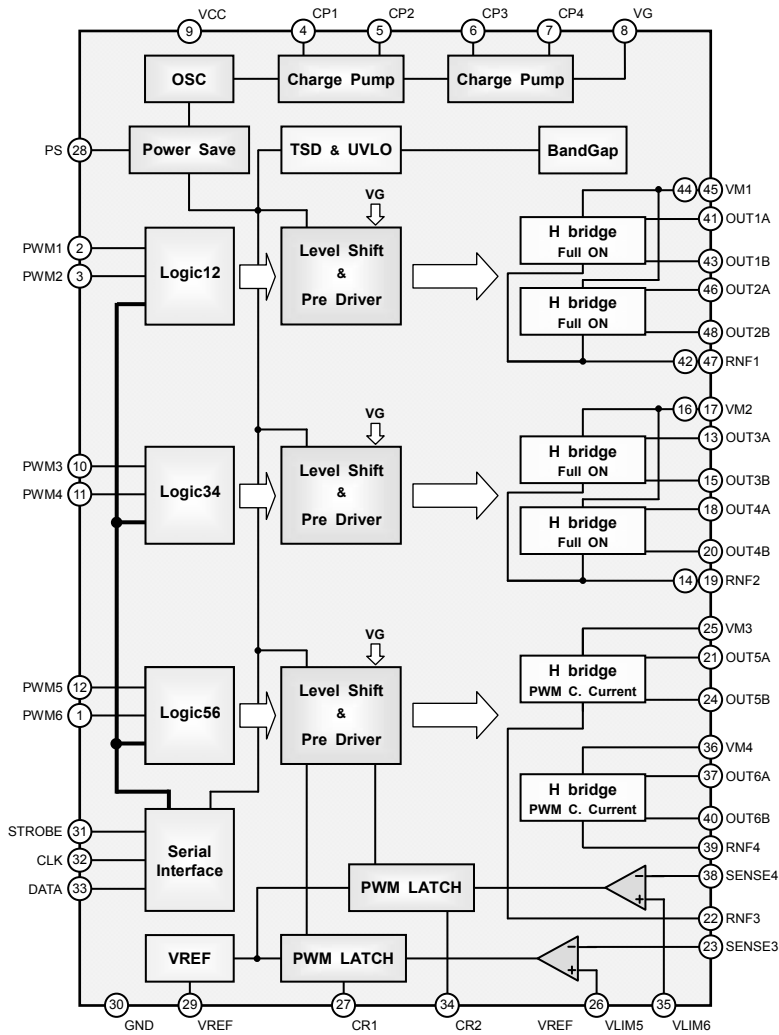 VCC CP1 CP2 CP3 CP4 VG
9 4 5 6 7 8
OSC Charge Pump Charge Pump
PS 28 Power Save TSD & UVLO BandGap
VG
44 45 VM1
PWM1 2
PWM2 3
Logic12
Level Shift
&
Pre Driver
H bridge
Full ON
41 OUT1A
43 OUT1B
H bridge
Full ON
46 OUT2A
48 OUT2B
42 47 RNF1
VG
16 17 VM2
PWM3 10
PWM4 11
Logic34
Level Shift
&
Pre Driver
H bridge
Full ON
13 OUT3A
15 OUT3B
H bridge
Full ON
18 OUT4A
20 OUT4B
14 19 RNF2
VG
25 VM3
PWM5 12
PWM6 1
Logic56
Level Shift
&
Pre Driver
H bridge
PWM C. Current
21 OUT5A
24 OUT5B
36 VM4
H bridge
PWM C. Current
37 OUT6A
40 OUT6B
39 RNF4
STROBE 31
CLK 32
DATA 33
Serial
Interface
PWM LATCH
- 38 SENSE4
+
22 RNF3
VREF PWM LATCH
- 23 SENSE3
+
30 29 27 34 26 35
GND VREF CR1 CR2 VREF VLIM5 VLIM6